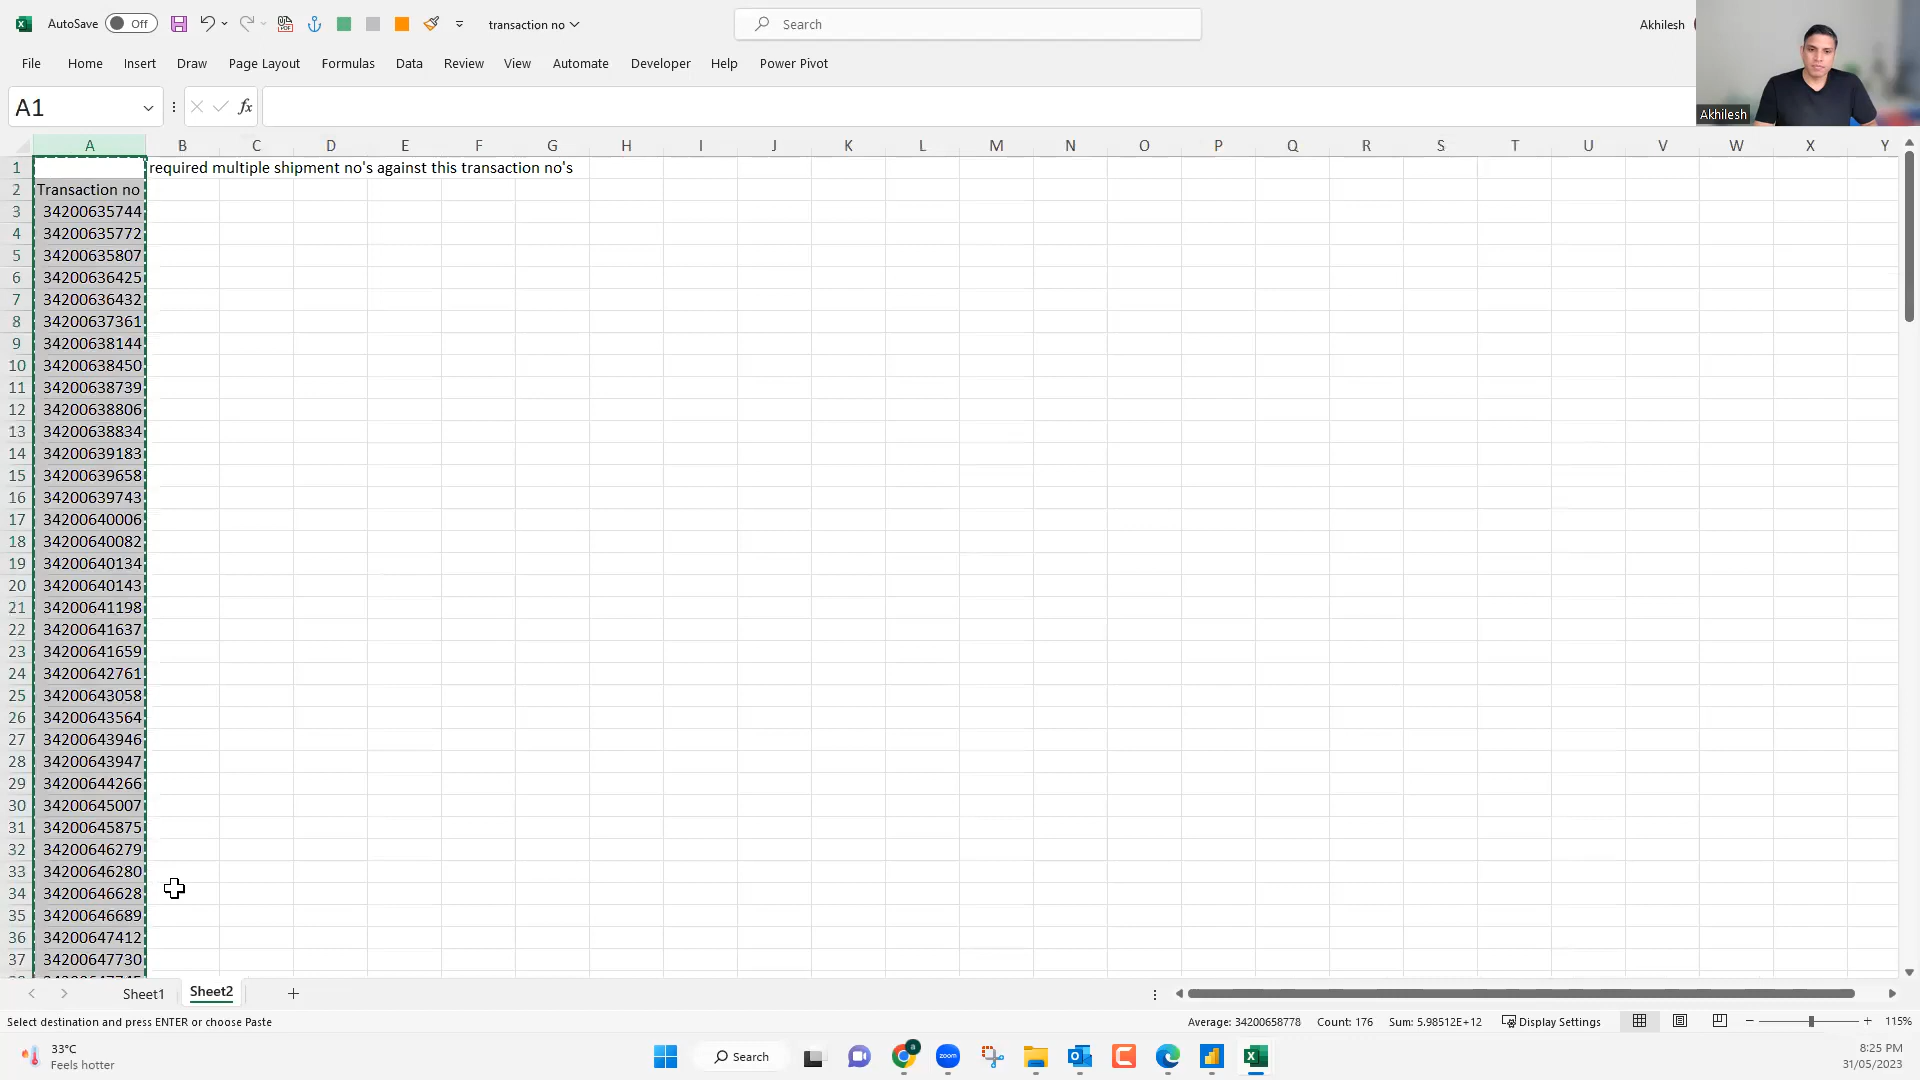 AutoSave Off transaction no Search Akhilesh
File Home Insert Draw Page Layout Formulas Data Review View Automate Developer Help Power Pivot
A1 fx
Akhilesh
A B C D E F G H I J K L M N O P Q R S T U V W X Y
1 required multiple shipment no's against this transaction no's
2 Transaction no
3 34200635744
4 34200635772
5 34200635807
6 34200636425
7 34200636432
8 34200637361
9 34200638144
10 34200638450
11 34200638739
12 34200638806
13 34200638834
14 34200639183
15 34200639658
16 34200639743
17 34200640006
18 34200640082
19 34200640134
20 34200640143
21 34200641198
22 34200641637
23 34200641659
24 34200642761
25 34200643058
26 34200643564
27 34200643946
28 34200643947
29 34200644266
30 34200645007
31 34200645875
32 34200646279
33 34200646280
34 34200646628
35 34200646689
36 34200647412
37 34200647730
Sheet1 Sheet2
Select destination and press ENTER or choose Paste Average: 34200658778 Count: 176 Sum: 5.98512E+12 Display Settings 115%
33°C
Feels hotter
Search
zoom
8:25 PM
31/05/2023